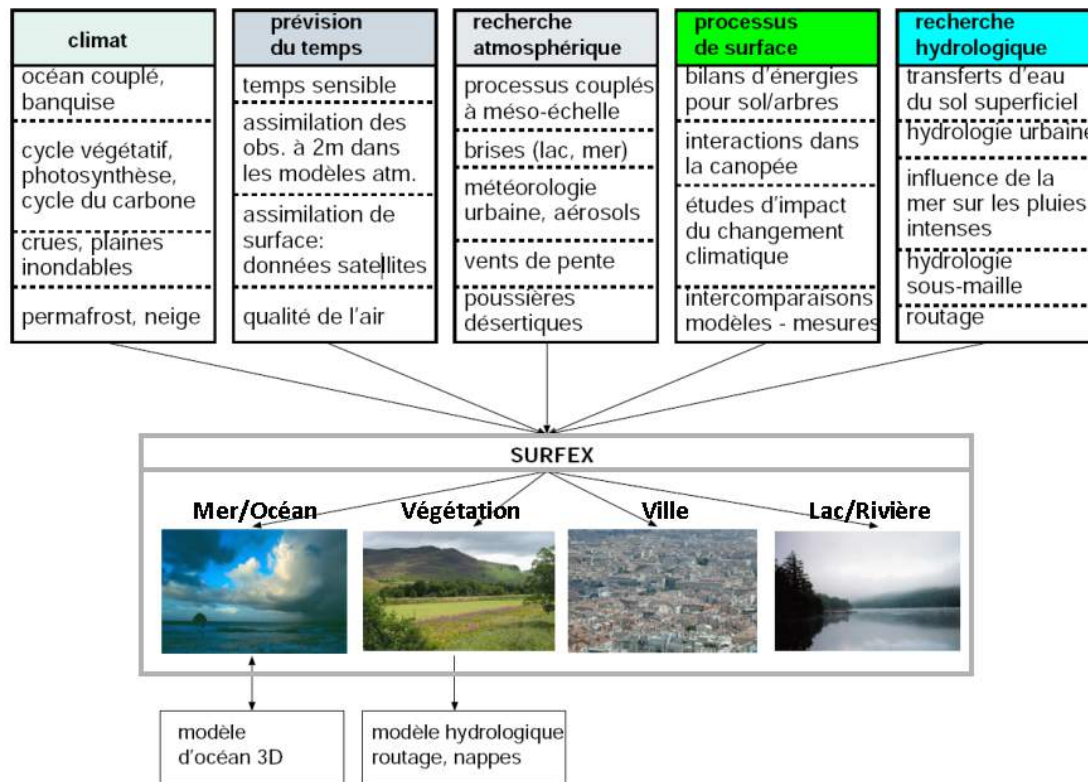 climat
océan couplé,
banquise
cycle végétatif,
photosynthèse,
cycle du carbone
crues, plaines
inondables
permafrost, neige
prévision
du temps
temps sensible
assimilation des
obs. à 2m dans
les modèles atm.
assimilation de
surface:
données satellites
qualité de l'air
recherche
atmosphérique
processus couplés
à méso-échelle
brises (lac, mer)
météorologie
urbaine, aérosols
vents de pente
poussières
désertiques
processus
de surface
bilans d'énergies
pour sol/arbres
interactions dans
la canopée
études d'impact
du changement
climatique
intercomparaisons
modèles - mesures
recherche
hydrologique
transferts d'eau
du sol superficiel
hydrologie urbaine
influence de la
mer sur les pluies
intenses
hydrologie
sous-maille
routage
SURFEX
Mer/Océan
Végétation
Ville
Lac/Rivière
modèle
d'océan 3D
modèle hydrologique
routage, nappes